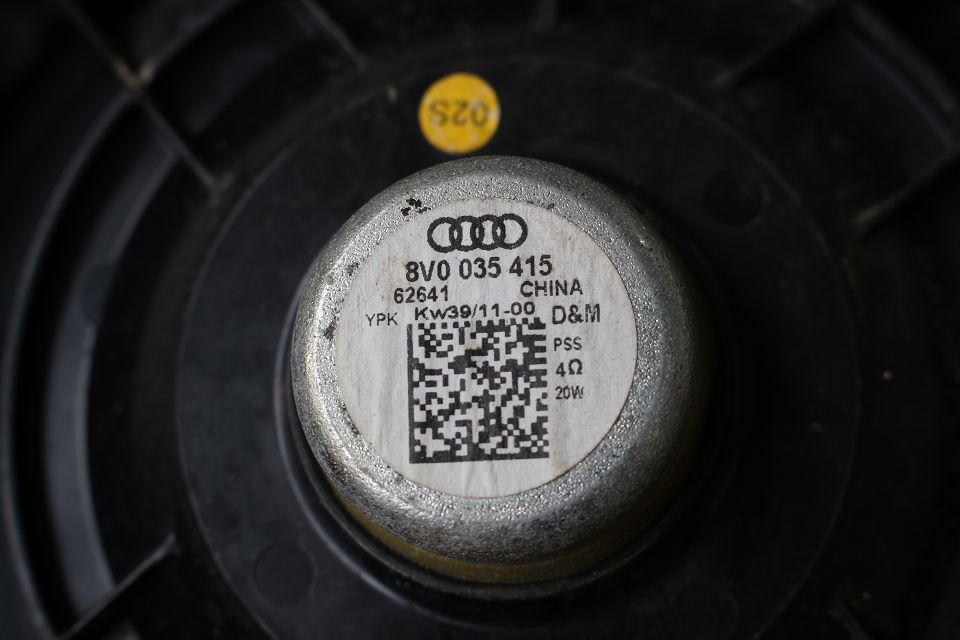 02S
8V0 035 415
62641 CHINA
YPK Kw39/11-00 D&M
PSS
4Ω
20W